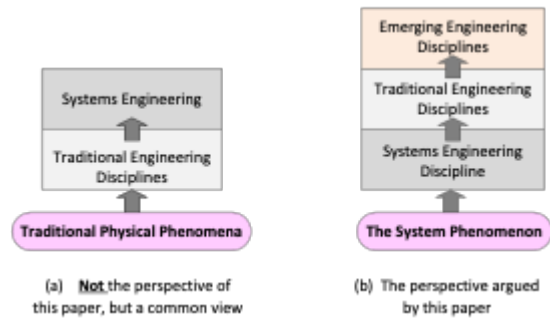 Systems Engineering
Traditional Engineering
Disciplines
Traditional Physical Phenomena
(a) Not the perspective of
this paper, but a common view
Emerging Engineering
Disciplines
Traditional Engineering
Disciplines
Systems Engineering
Discipline
The System Phenomenon
(b) The perspective argued
by this paper